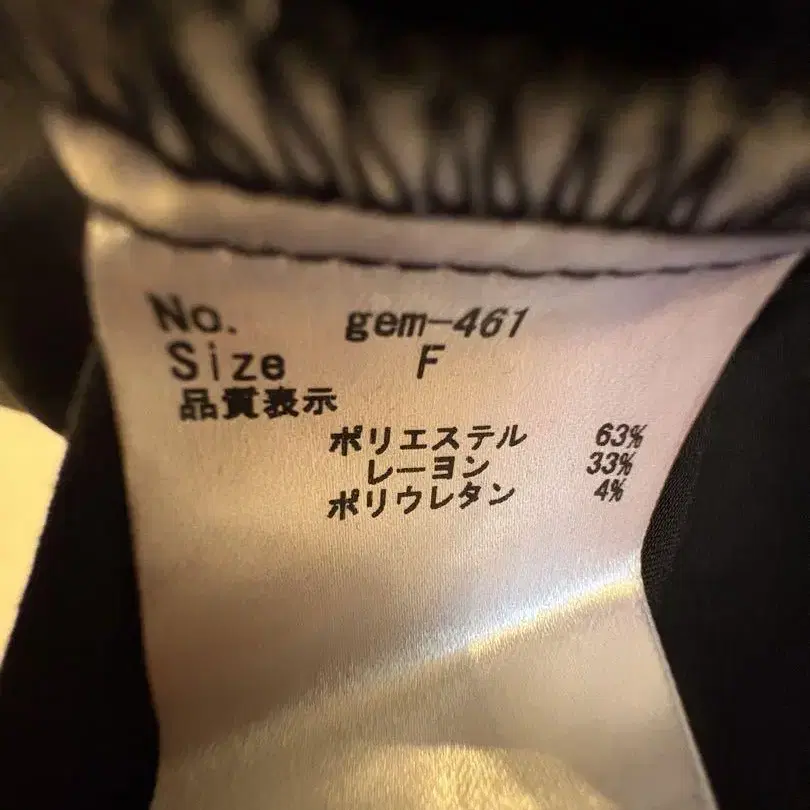 No. gem-461
Size F
品質表示
ポリエステル 63%
レーヨン 33%
ポリウレタン 4%